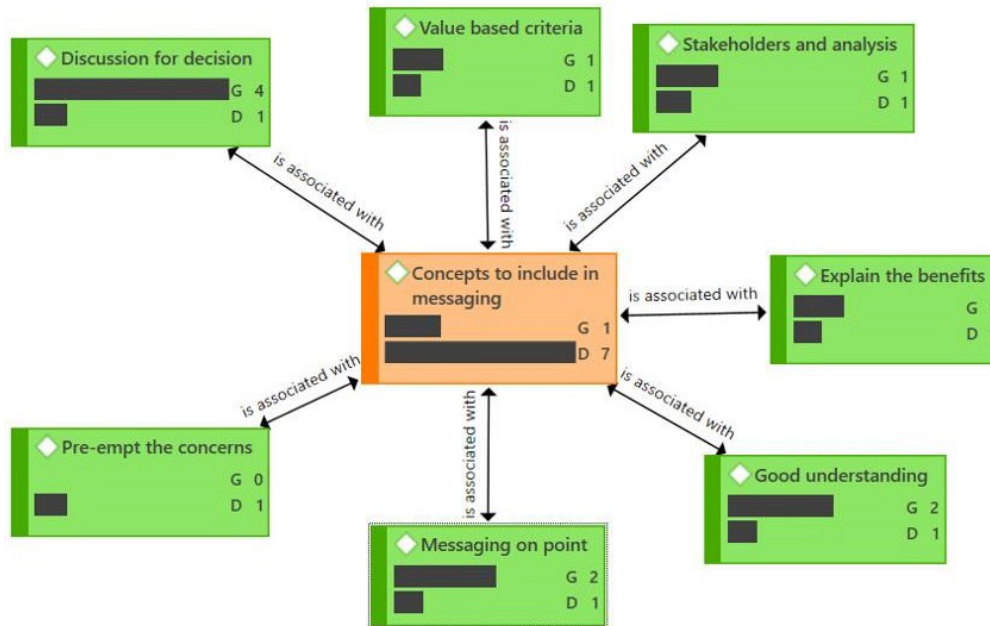 Value based criteria
G 1
D 1
Stakeholders and analysis
G 1
D 1
Discussion for decision
G 4
D 1
is associated with
is associated with
is associated with
Concepts to include in
messaging
G 1
D 7
is associated with
Explain the benefits
G
D
is associated with
is associated with
is associated with
Pre-empt the concerns
G 0
D 1
Good understanding
G 2
D 1
Messaging on point
G 2
D 1